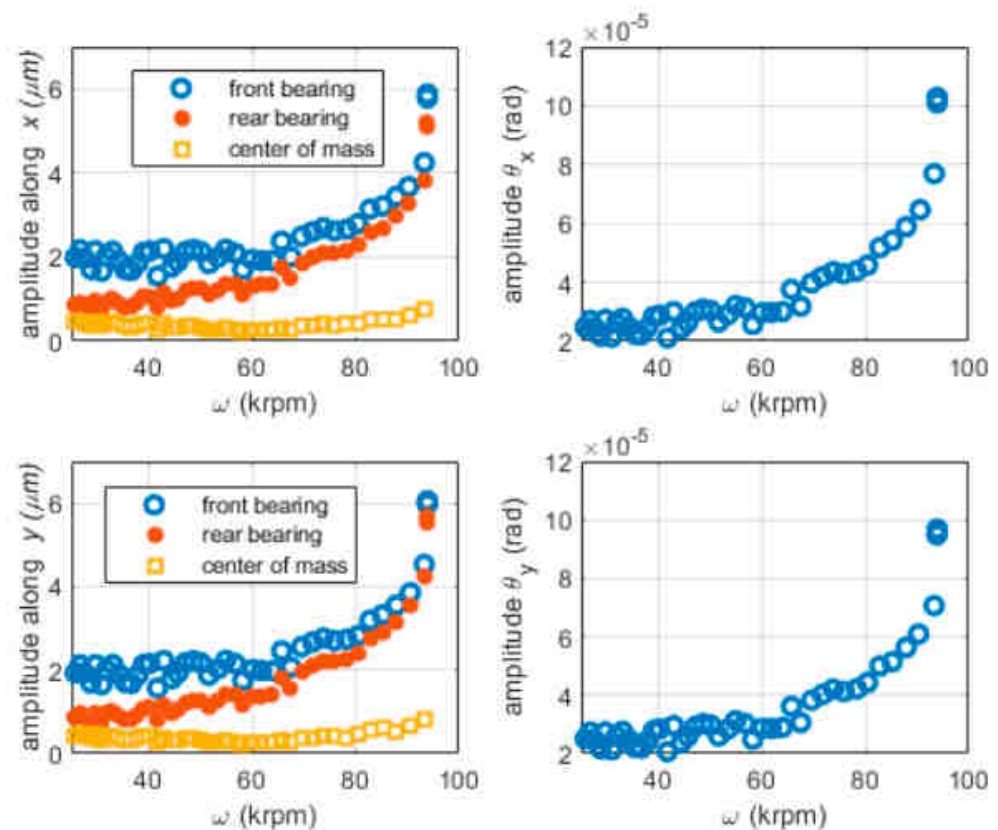 6
4
2
0
40
60
80
100
ω (krpm)
amplitude along x (μm)
front bearing
rear bearing
center of mass
×10⁻⁵
12
10
8
6
4
2
40
60
80
100
ω (krpm)
amplitude θ_x (rad)
6
4
2
0
40
60
80
100
ω (krpm)
amplitude along y (μm)
front bearing
rear bearing
center of mass
×10⁻⁵
12
10
8
6
4
2
40
60
80
100
ω (krpm)
amplitude θ_y (rad)